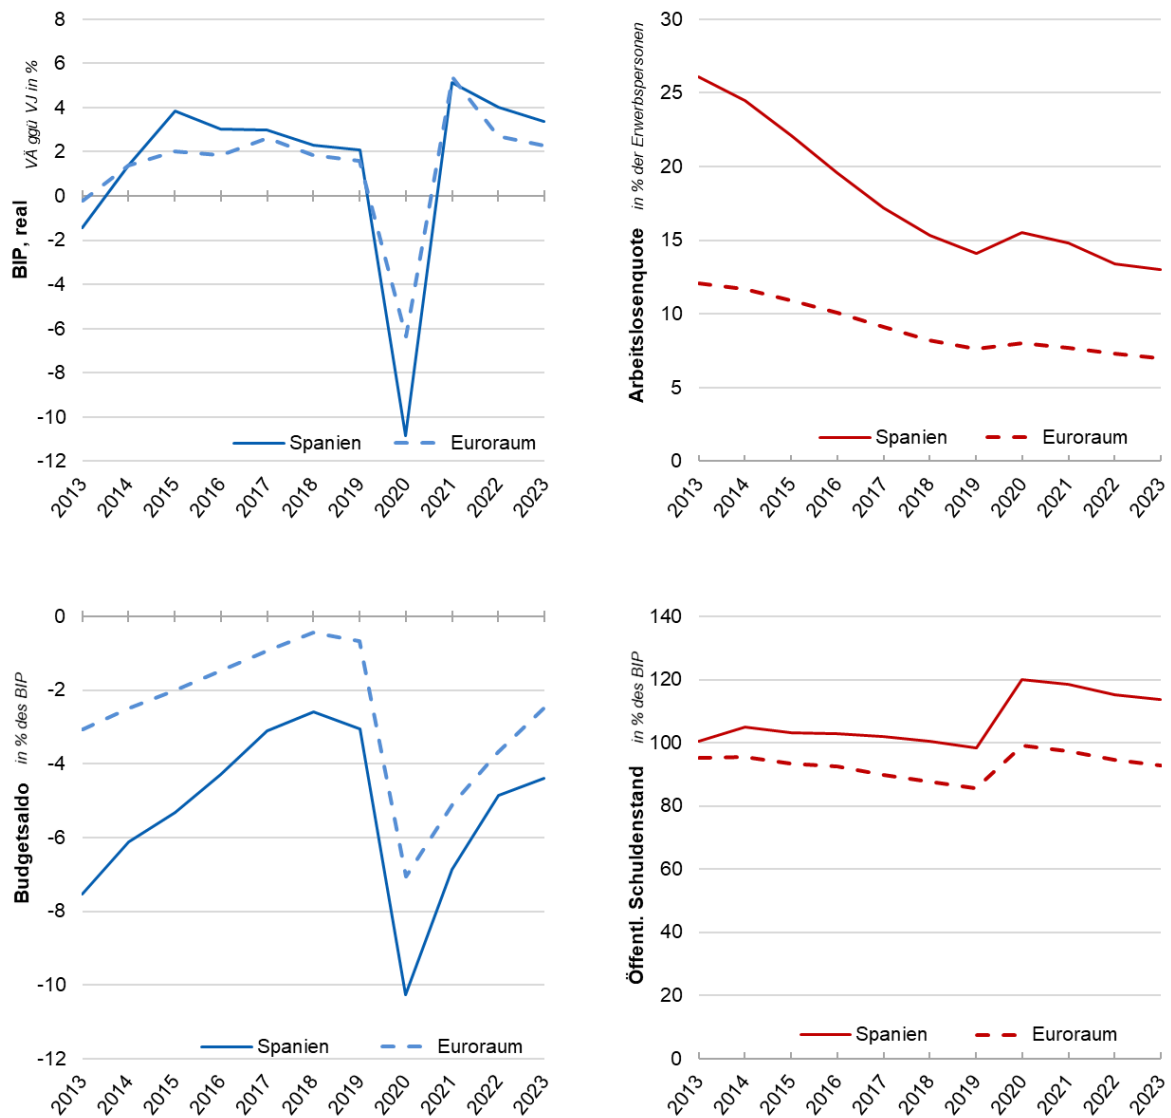 BIP, real VÄ ggü VJ in %
8
6
4
2
0
-2
-4
-6
-8
-10
-12
Spanien Euroraum
2013 2014 2015 2016 2017 2018 2019 2020 2021 2022 2023
Arbeitslosenquote in % der Erwerbspersonen
30
25
20
15
10
5
0
Spanien Euroraum
2013 2014 2015 2016 2017 2018 2019 2020 2021 2022 2023
Budgetsaldo in % des BIP
0
-2
-4
-6
-8
-10
-12
Spanien Euroraum
2013 2014 2015 2016 2017 2018 2019 2020 2021 2022 2023
Öffentl. Schuldenstand in % des BIP
140
120
100
80
60
40
20
0
Spanien Euroraum
2013 2014 2015 2016 2017 2018 2019 2020 2021 2022 2023